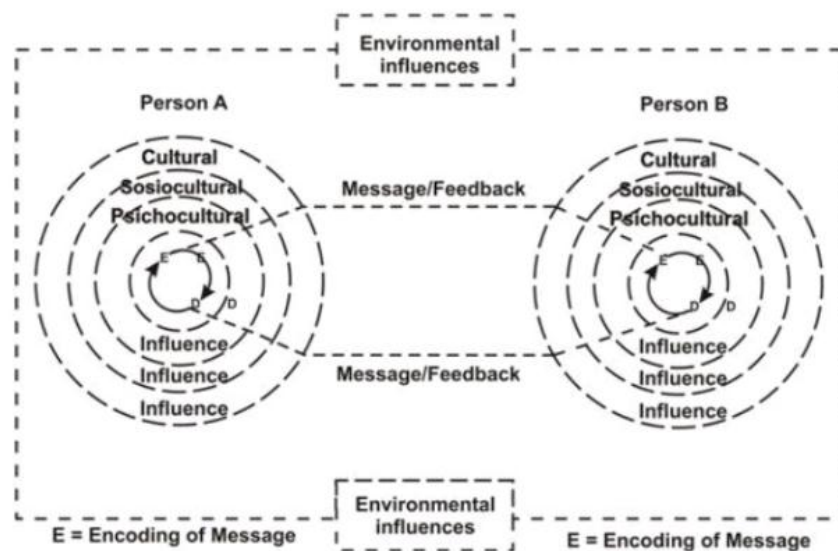 Environmental
influences
Person A
Person B
Cultural
Sosiocultural
Psichocultural
E E
D D
Influence
Influence
Influence
Message/Feedback
Message/Feedback
Cultural
Sosiocultural
Psichocultural
E E
D D
Influence
Influence
Influence
Environmental
influences
E = Encoding of Message
E = Encoding of Message